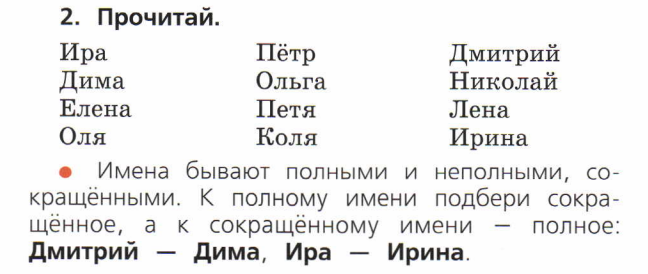 2. Прочитай.
Ира Пётр Дмитрий
Дима Ольга Николай
Елена Петя Лена
Оля Коля Ирина
• Имена бывают полными и неполными, со-
кращёнными. К полному имени подбери сокра-
щённое, а к сокращённому имени — полное:
Дмитрий — Дима, Ира — Ирина.